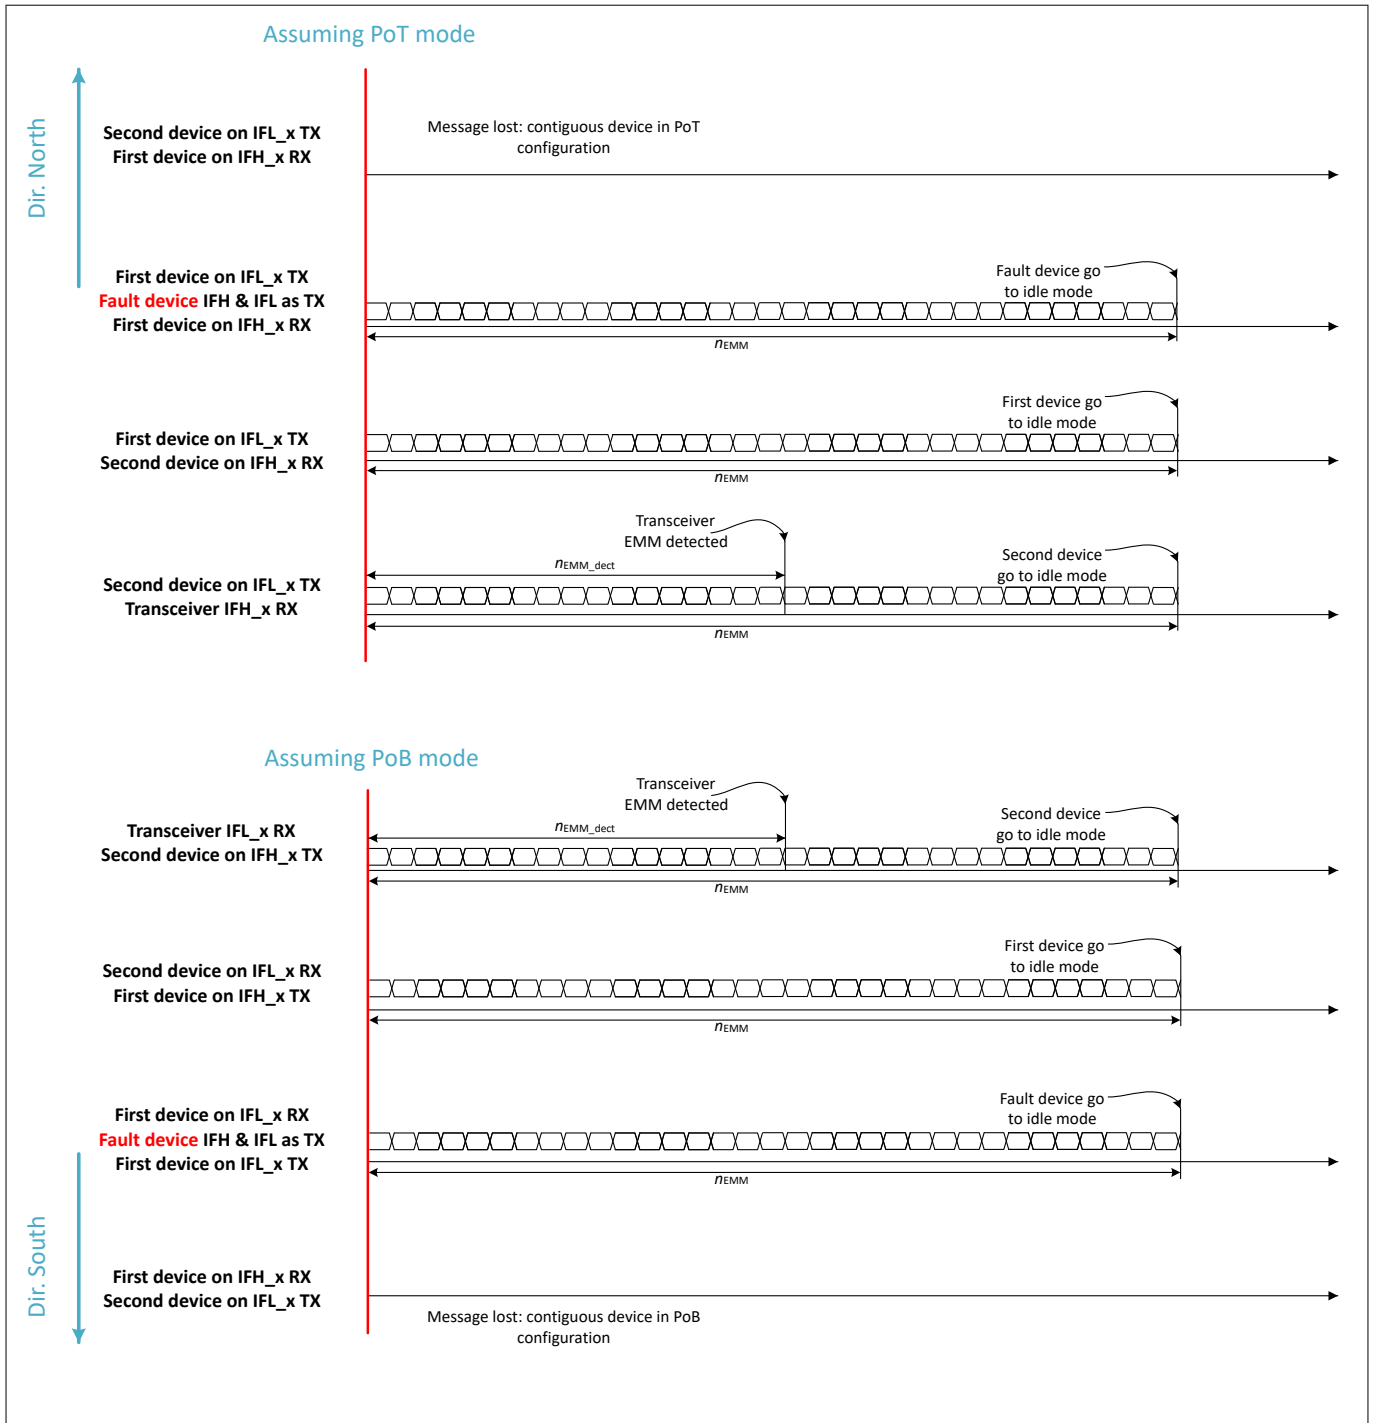 Assuming PoT mode
Dir. North
Second device on IFL_x TX
First device on IFH_x RX
Message lost: contiguous device in PoT
configuration
First device on IFL_x TX
Fault device IFH & IFL as TX
First device on IFH_x RX
Fault device go
to idle mode
nEMM
First device on IFL_x TX
Second device on IFH_x RX
First device go
to idle mode
nEMM
Second device on IFL_x TX
Transceiver IFH_x RX
Transceiver
EMM detected
nEMM_dect
Second device
go to idle mode
nEMM
Assuming PoB mode
Transceiver IFL_x RX
Second device on IFH_x TX
Transceiver
EMM detected
nEMM_dect
Second device
go to idle mode
nEMM
Second device on IFL_x RX
First device on IFH_x TX
First device go
to idle mode
nEMM
First device on IFL_x RX
Fault device IFH & IFL as TX
First device on IFL_x TX
Fault device go
to idle mode
nEMM
Dir. South
First device on IFH_x RX
Second device on IFL_x TX
Message lost: contiguous device in PoB
configuration